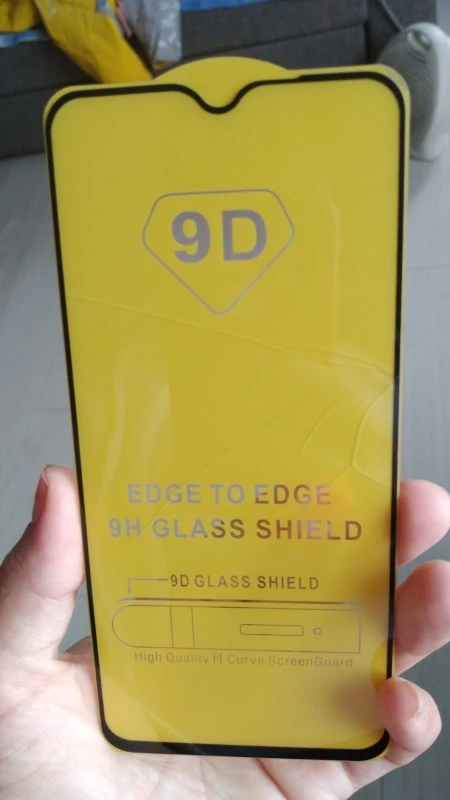 9D
EDGE TO EDGE
9H GLASS SHIELD
9D GLASS SHIELD
High Quality H Curve ScreenGuard